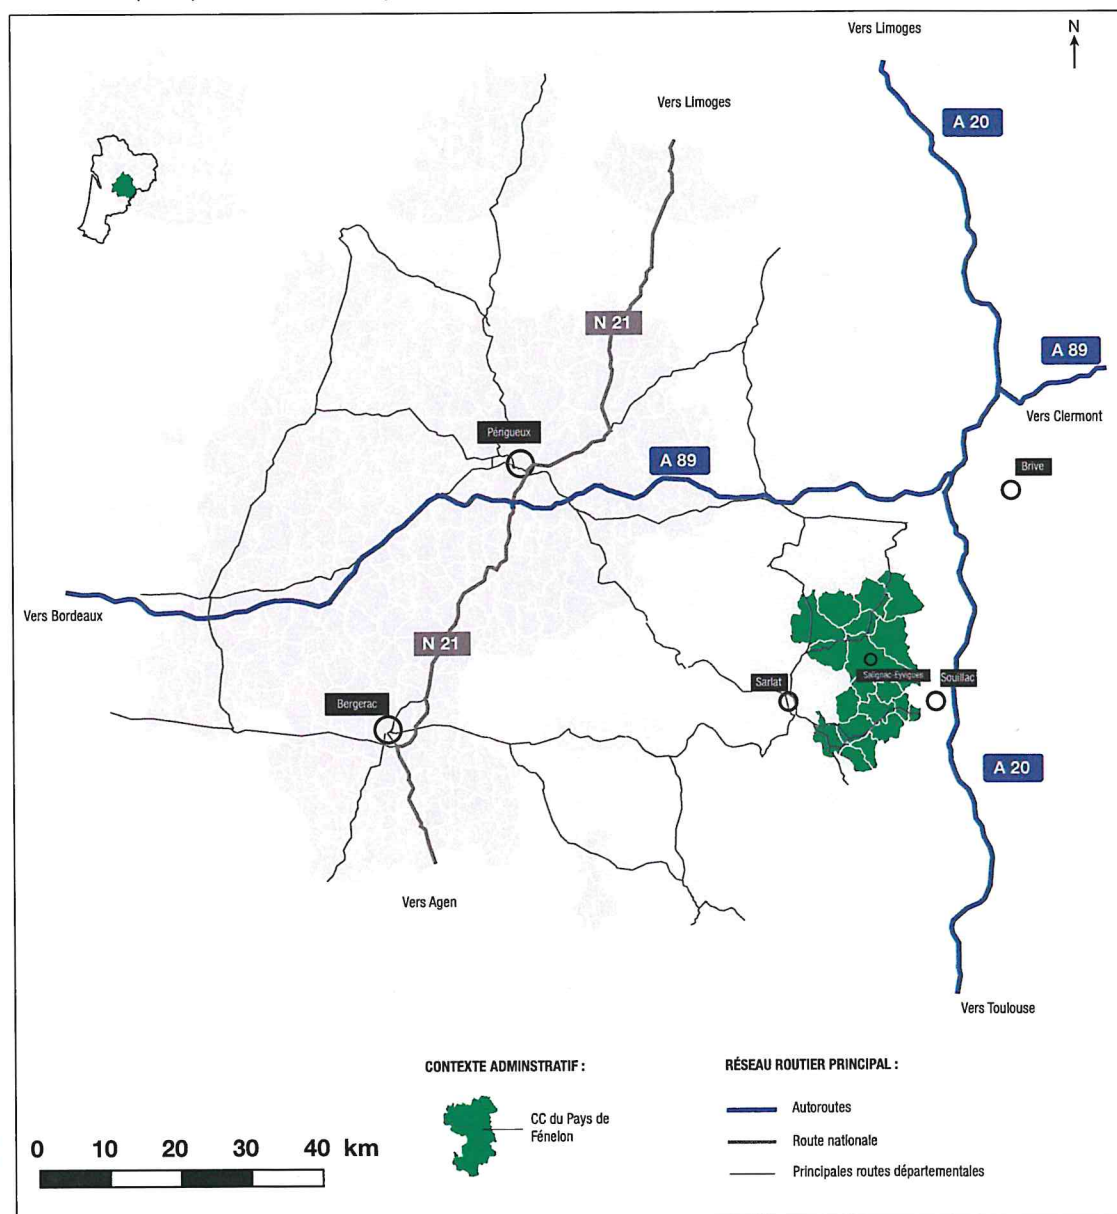 Vers Limoges
N
A 20
Vers Limoges
N 21
A 89
Vers Clermont
Périgueux
A 89
Brive
Vers Bordeaux
N 21
Sarlat
Salignac-Eyvigues
Souillac
Bergerac
A 20
Vers Agen
Vers Toulouse
CONTEXTE ADMINSTRATIF :
CC du Pays de
Fénelon
RÉSEAU ROUTIER PRINCIPAL :
Autoroutes
Route nationale
Principales routes départementales
0 10 20 30 40 km